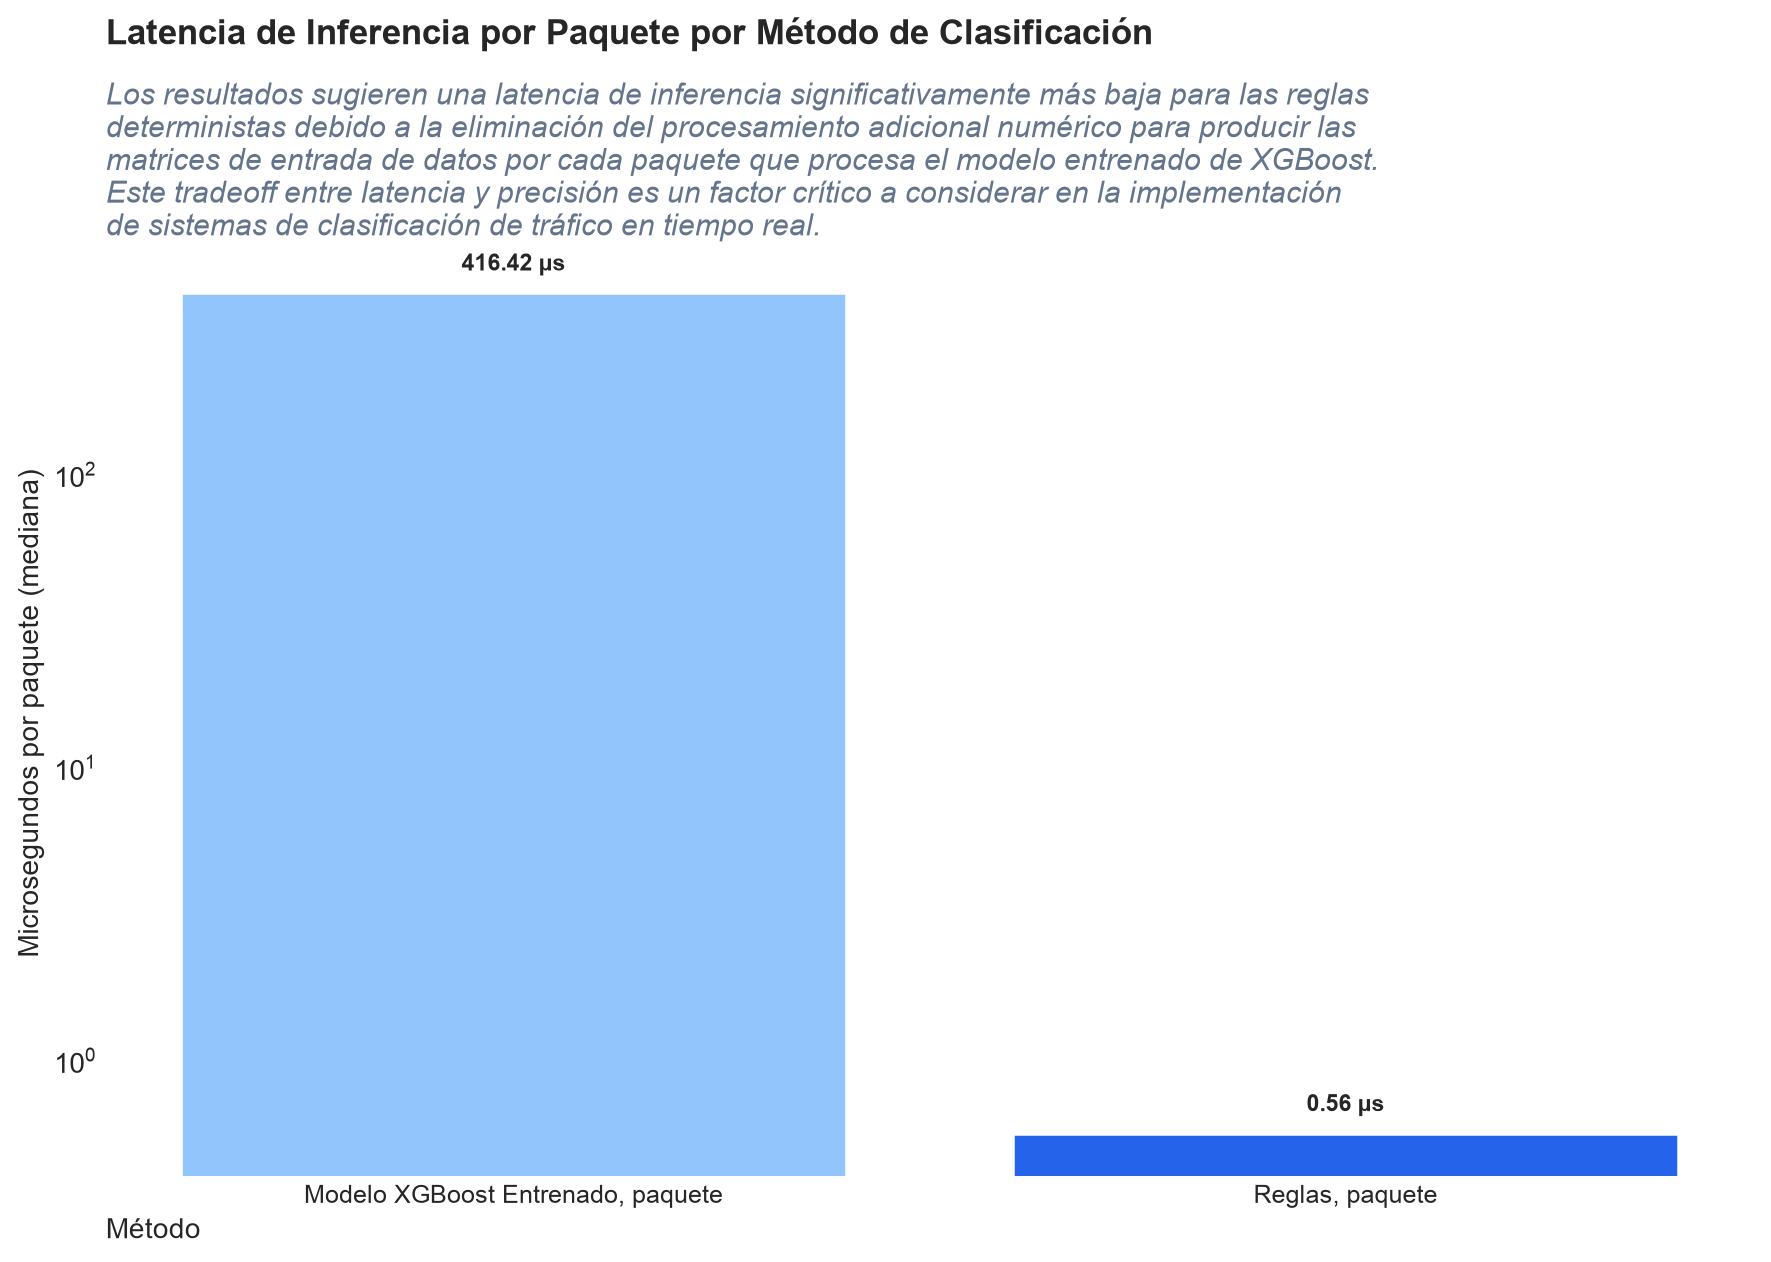 Latencia de Inferencia por Paquete por Método de Clasificación
Los resultados sugieren una latencia de inferencia significativamente más baja para las reglas
deterministas debido a la eliminación del procesamiento adicional numérico para producir las
matrices de entrada de datos por cada paquete que procesa el modelo entrenado de XGBoost.
Este tradeoff entre latencia y precisión es un factor crítico a considerar en la implementación
de sistemas de clasificación de tráfico en tiempo real.
416.42 µs
10²
10¹
10⁰
Microsegundos por paquete (mediana)
0.56 µs
Modelo XGBoost Entrenado, paquete
Reglas, paquete
Método